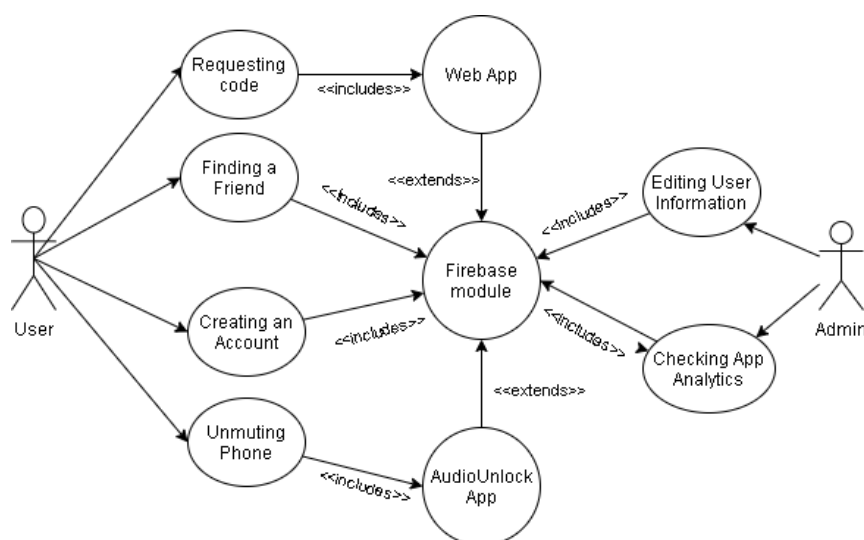 Requesting
code
<<includes>>
Web App
Finding a
Friend
<<Includes>>
<<extends>>
<<Includes>>
Editing User
Information
User
Firebase
module
Admin
Creating an
Account
<<includes>>
<<includes>>
Checking App
Analytics
<<extends>>
Unmuting
Phone
<<includes>>
AudioUnlock
App